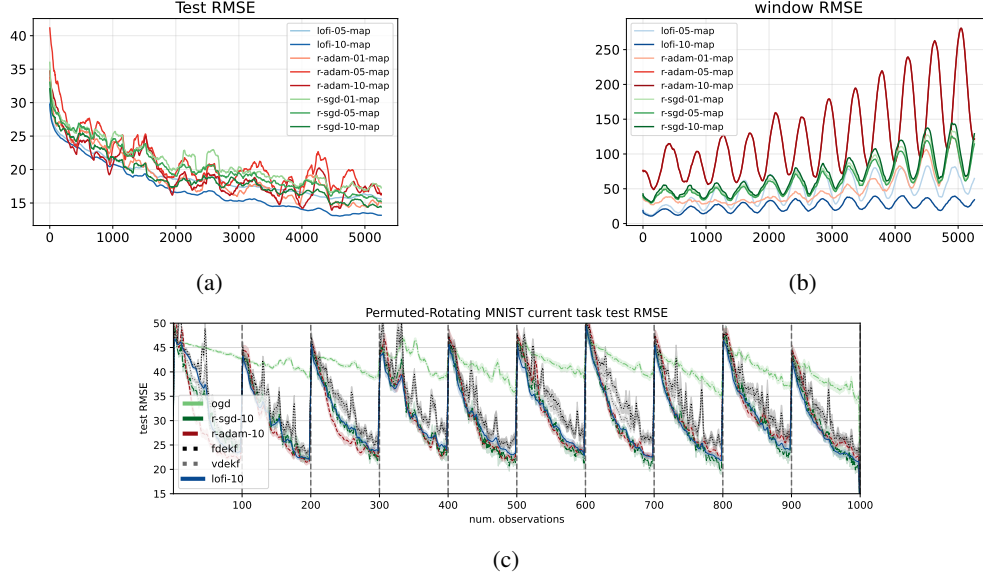 Test RMSE
40
35
30
25
20
15
0 1000 2000 3000 4000 5000
lofi-05-map
lofi-10-map
r-adam-01-map
r-adam-05-map
r-adam-10-map
r-sgd-01-map
r-sgd-05-map
r-sgd-10-map
(a)
window RMSE
250
200
150
100
50
0
0 1000 2000 3000 4000 5000
lofi-05-map
lofi-10-map
r-adam-01-map
r-adam-05-map
r-adam-10-map
r-sgd-01-map
r-sgd-05-map
r-sgd-10-map
(b)
Permuted-Rotating MNIST current task test RMSE
test RMSE
50
45
40
35
30
25
20
15
ogd
r-sgd-10
r-adam-10
fdekf
vdekf
lofi-10
100 200 300 400 500 600 700 800 900 1000
num. observations
(c)